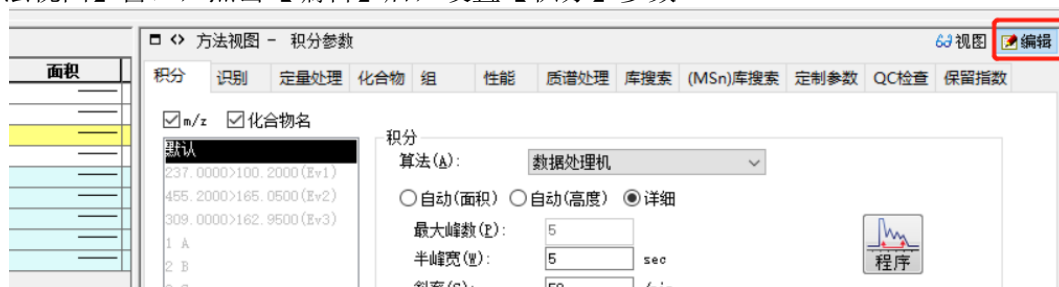 方法视图 - 积分参数 视图 编辑
面积 积分 识别 定量处理 化合物 组 性能 质谱处理 库搜索 (MSn)库搜索 定制参数 QC检查 保留指数
m/z 化合物名
默认 积分
算法(A): 数据处理机
237.0000>100.2000(Ev1)
455.2000>165.0500(Ev2) 自动(面积) 自动(高度) 详细
309.0000>162.9500(Ev3) 最大峰数(P): 5
1 A 半峰宽(W): 5 sec 程序
2 B